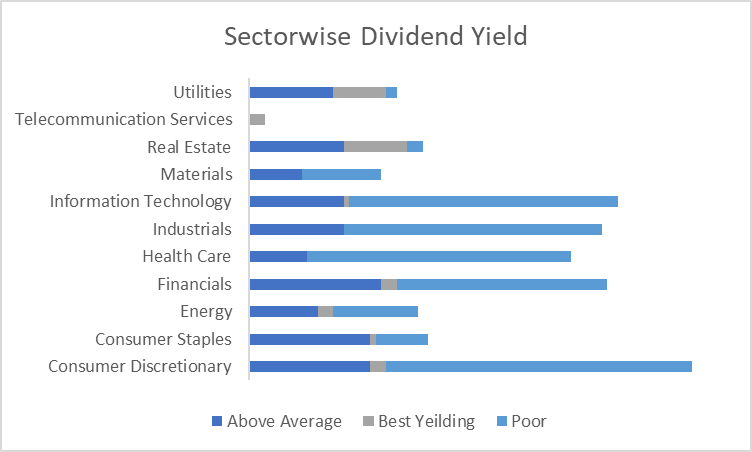 Sectorwise Dividend Yield
Utilities
Telecommunication Services
Real Estate
Materials
Information Technology
Industrials
Health Care
Financials
Energy
Consumer Staples
Consumer Discretionary
Above Average Best Yeilding Poor